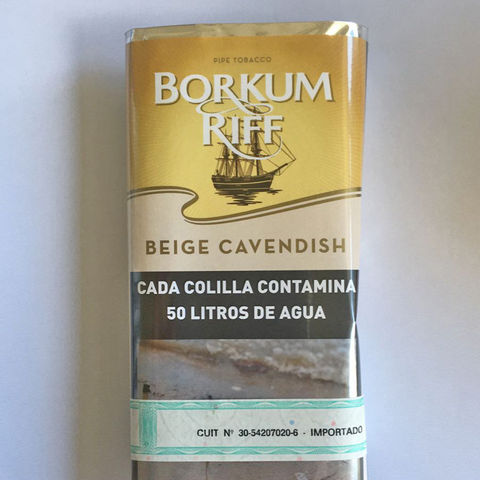 PIPE TOBACCO
BORKUM
RIFF
BEIGE CAVENDISH
CADA COLILLA CONTAMINA
50 LITROS DE AGUA
CUIT Nº 30-54207020-6 - IMPORTADO